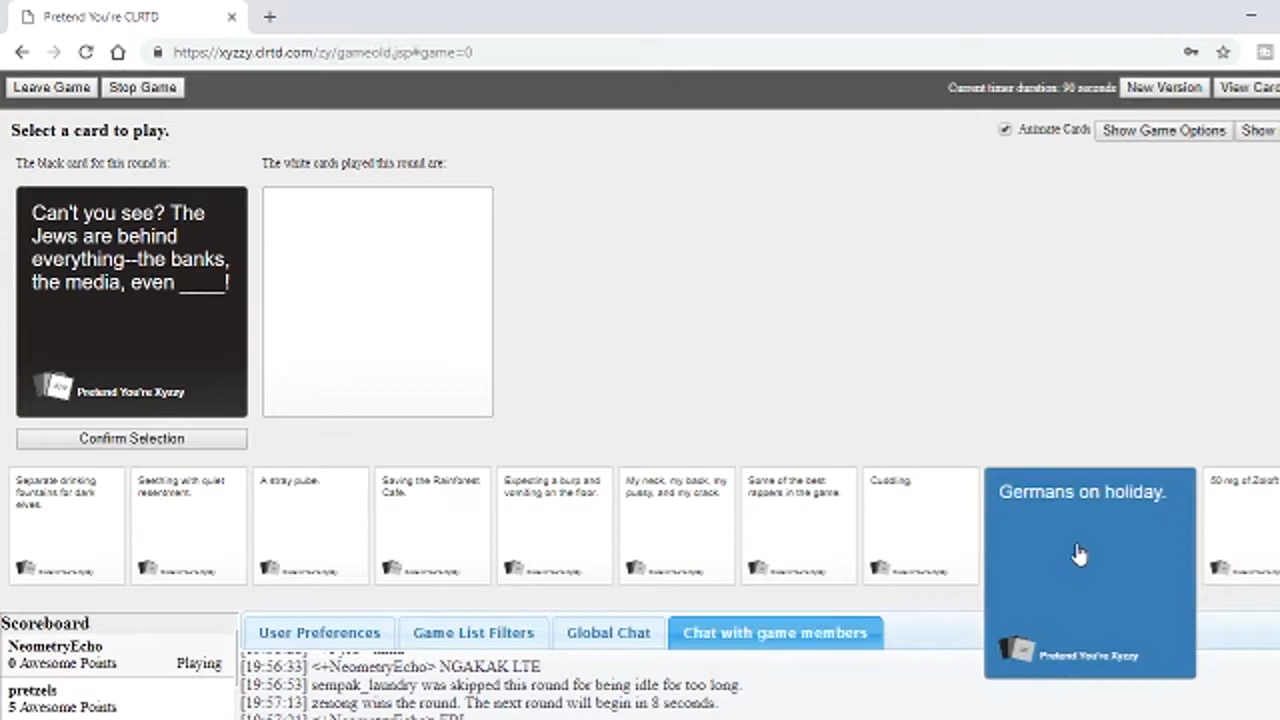 Pretend You're CLRTD
https://xyzzy.clrtd.com/zy/gameold.jsp#game=0
Leave Game Stop Game
Current timer duration: 90 seconds New Version View Card
Select a card to play.
Animate Cards Show Game Options Show
The black card for this round is:
The white cards played this round are:
Can't you see? The
Jews are behind
everything--the banks,
the media, even ____!
Pretend You're Xyzzy
Confirm Selection
Separate drinking
fountains for dark
elves.
Seething with quiet
resentment.
A stray pube.
Saving the Rainforest
Cafe.
Expecting a burp and
vomiting on the floor.
My neck, my back, my
pussy, and my crack.
Some of the best
rappers in the game.
Cuddling.
Germans on holiday.
Pretend You're Xyzzy
50 mg of Zoloft
Scoreboard
NeometryEcho
0 Awesome Points Playing
pretzels
5 Awesome Points
User Preferences Game List Filters Global Chat Chat with game members
[19:56:33] <+NeometryEcho> NGAKAK LTE
[19:56:53] sempak_laundry was skipped this round for being idle for too long.
[19:57:13] zenong wins the round. The next round will begin in 8 seconds.